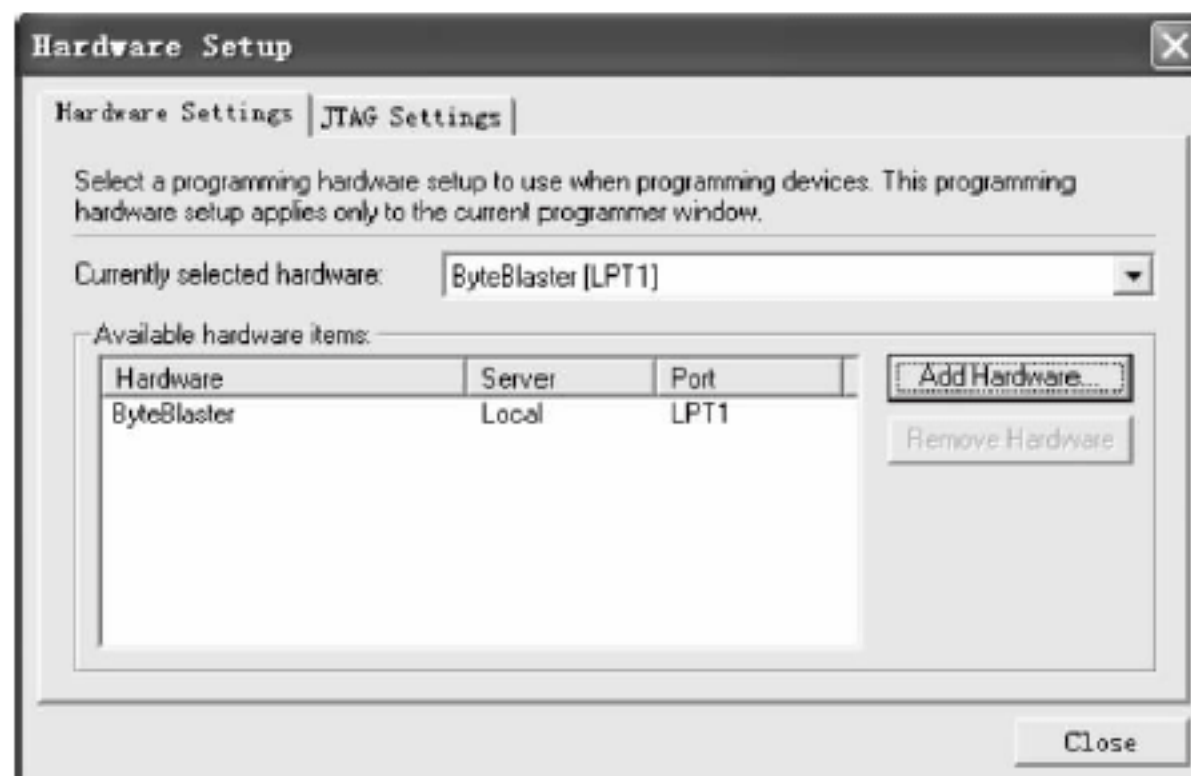 Hardware Setup
Hardware Settings JTAG Settings
Select a programming hardware setup to use when programming devices. This programming
hardware setup applies only to the current programmer window.
Currently selected hardware: ByteBlaster [LPT1]
Available hardware items:
Hardware Server Port
ByteBlaster Local LPT1
Add Hardware...
Remove Hardware
Close